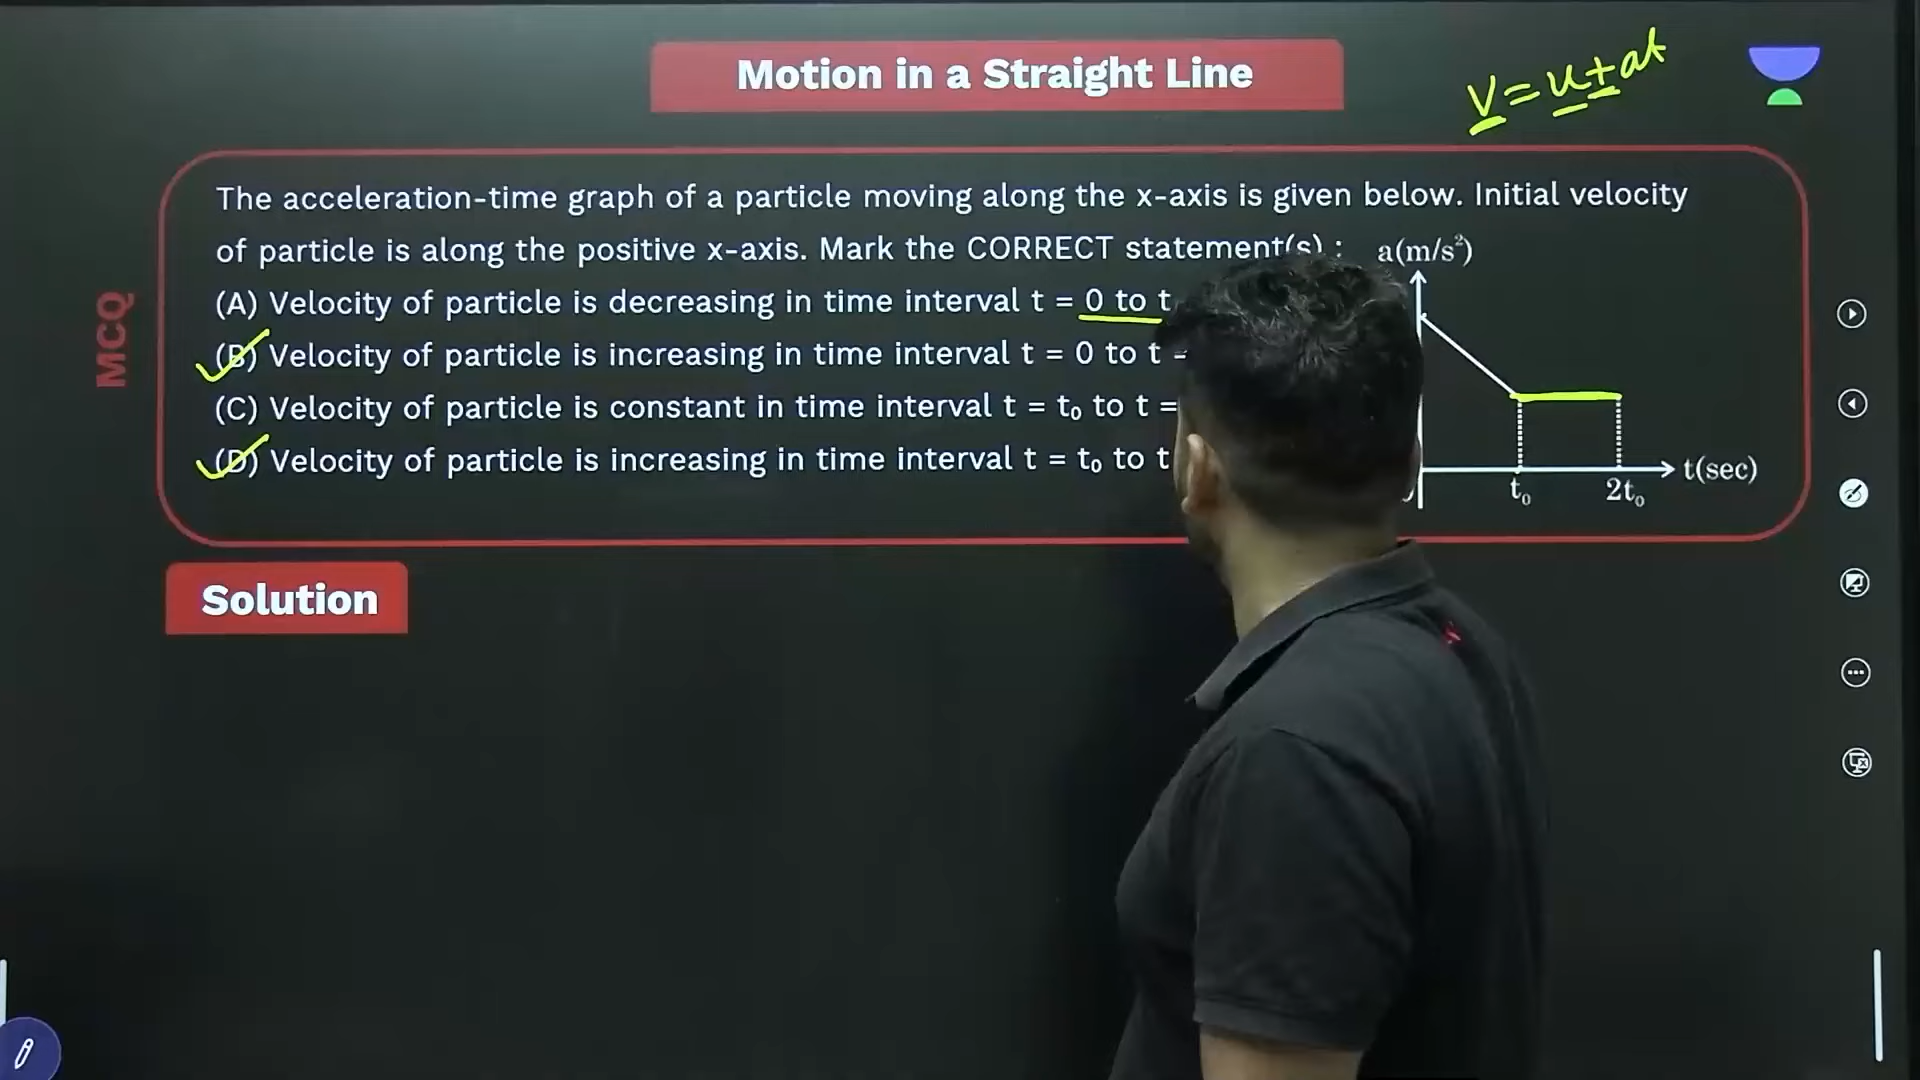 Motion in a Straight Line
V = u + at
MCQ
The acceleration-time graph of a particle moving along the x-axis is given below. Initial velocity
of particle is along the positive x-axis. Mark the CORRECT statement(s) :
(A) Velocity of particle is decreasing in time interval t = 0 to t
(B) Velocity of particle is increasing in time interval t = 0 to t =
(C) Velocity of particle is constant in time interval t = t₀ to t =
(D) Velocity of particle is increasing in time interval t = t₀ to t
a(m/s²)
t(sec)
t₀ 2t₀
Solution